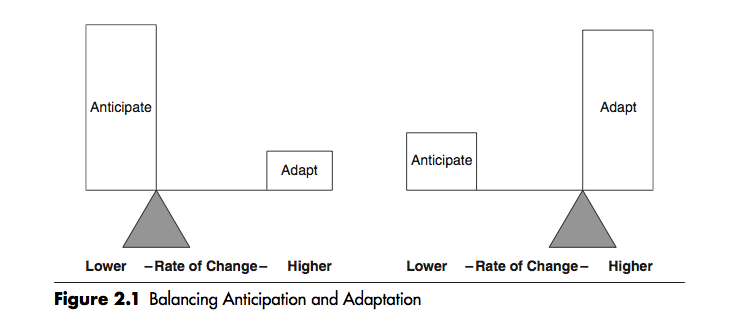 Anticipate
Adapt
Lower –Rate of Change– Higher
Anticipate
Adapt
Lower –Rate of Change– Higher
Figure 2.1 Balancing Anticipation and Adaptation